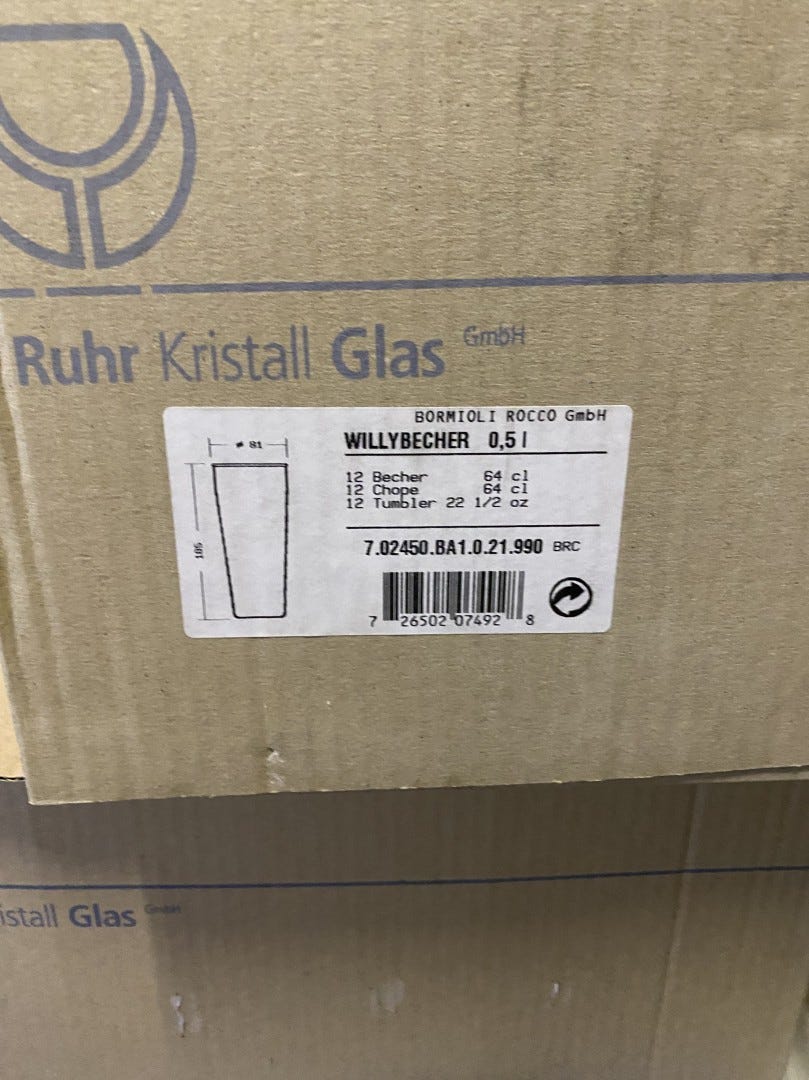 Ruhr Kristall Glas GmbH
BORMIOLI ROCCO GmbH
WILLYBECHER 0,5 l
ø 81
12 Becher 64 cl
12 Chope 64 cl
12 Tumbler 22 1/2 oz
185
7.02450.BA1.0.21.990 BRC
7 26502 07492 8
istall Glas GmbH